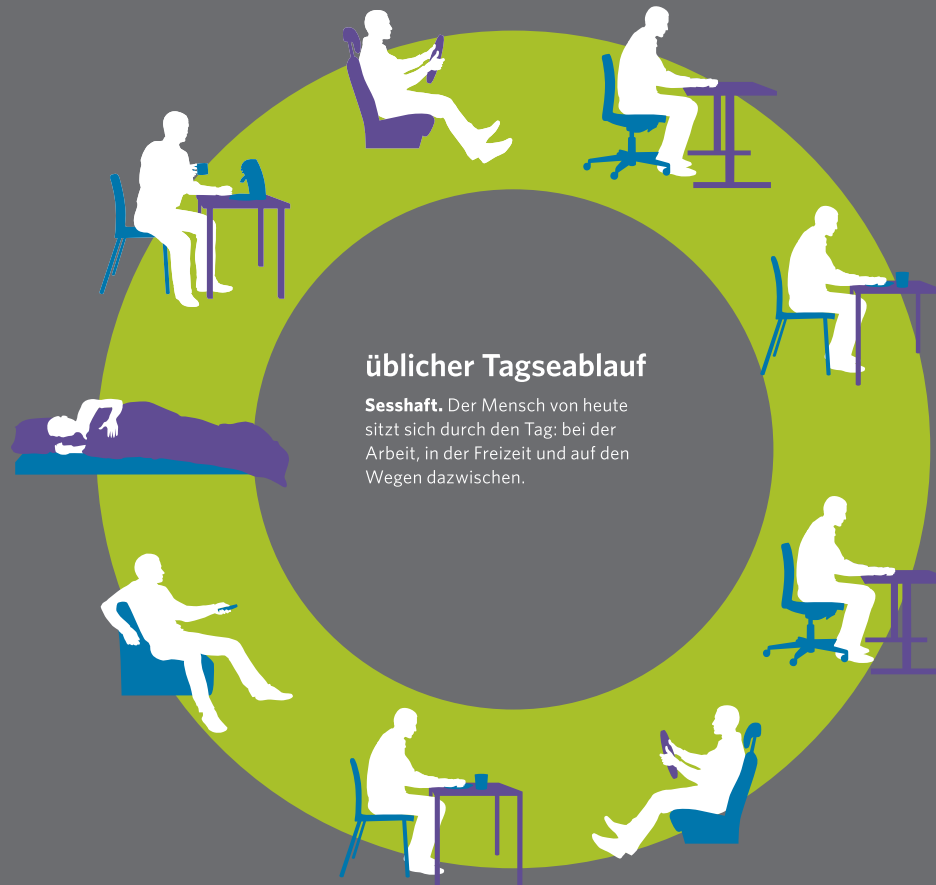 üblicher Tagseablauf
Sesshaft. Der Mensch von heute
sitzt sich durch den Tag: bei der
Arbeit, in der Freizeit und auf den
Wegen dazwischen.